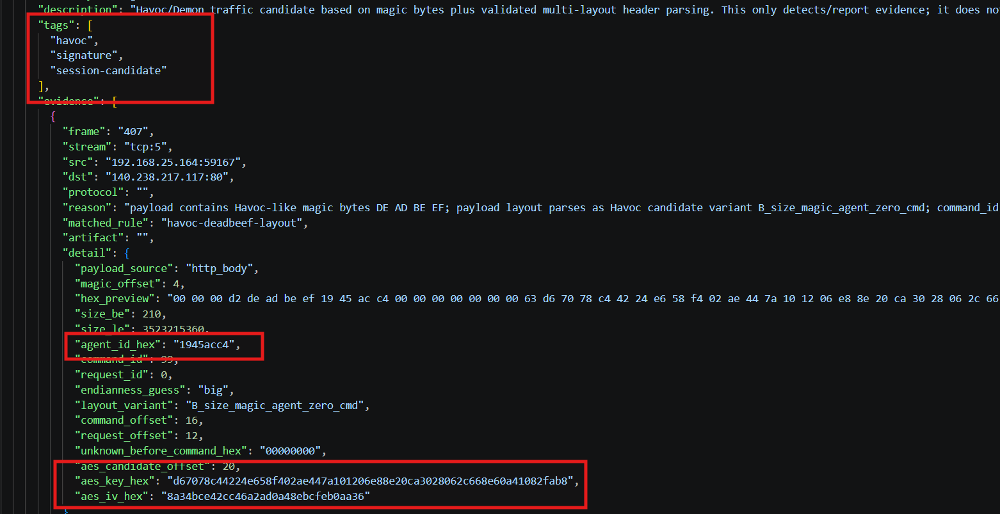 "description": "Havoc/Demon traffic candidate based on magic bytes plus validated multi-layout header parsing. This only detects/report evidence; it does
"tags": [
"havoc",
"signature",
"session-candidate"
],
"evidence": [
{
"frame": "407",
"stream": "tcp:5",
"src": "192.168.25.164:59167",
"dst": "140.238.217.117:80",
"protocol": "",
"reason": "payload contains Havoc-like magic bytes DE AD BE EF; payload layout parses as Havoc candidate variant B_size_magic_agent_zero_cmd; command_id
"matched_rule": "havoc-deadbeef-layout",
"artifact": "",
"detail": {
"payload_source": "http_body",
"magic_offset": 4,
"hex_preview": "00 00 00 d2 de ad be ef 19 45 ac c4 00 00 00 00 00 00 00 63 d6 70 78 c4 42 24 e6 58 f4 02 ae 44 7a 10 12 06 e8 8e 20 ca 30 28 06 2c 66
"size_be": 210,
"size_le": 3523215360,
"agent_id_hex": "1945acc4",
"command_id": 99,
"request_id": 0,
"endianness_guess": "big",
"layout_variant": "B_size_magic_agent_zero_cmd",
"command_offset": 16,
"request_offset": 12,
"unknown_before_command_hex": "00000000",
"aes_candidate_offset": 20,
"aes_key_hex": "d67078c44224e658f402ae447a101206e88e20ca3028062c668e60a41082fab8",
"aes_iv_hex": "8a34bce42cc46a2ad0a48ebcfeb0aa36"
}